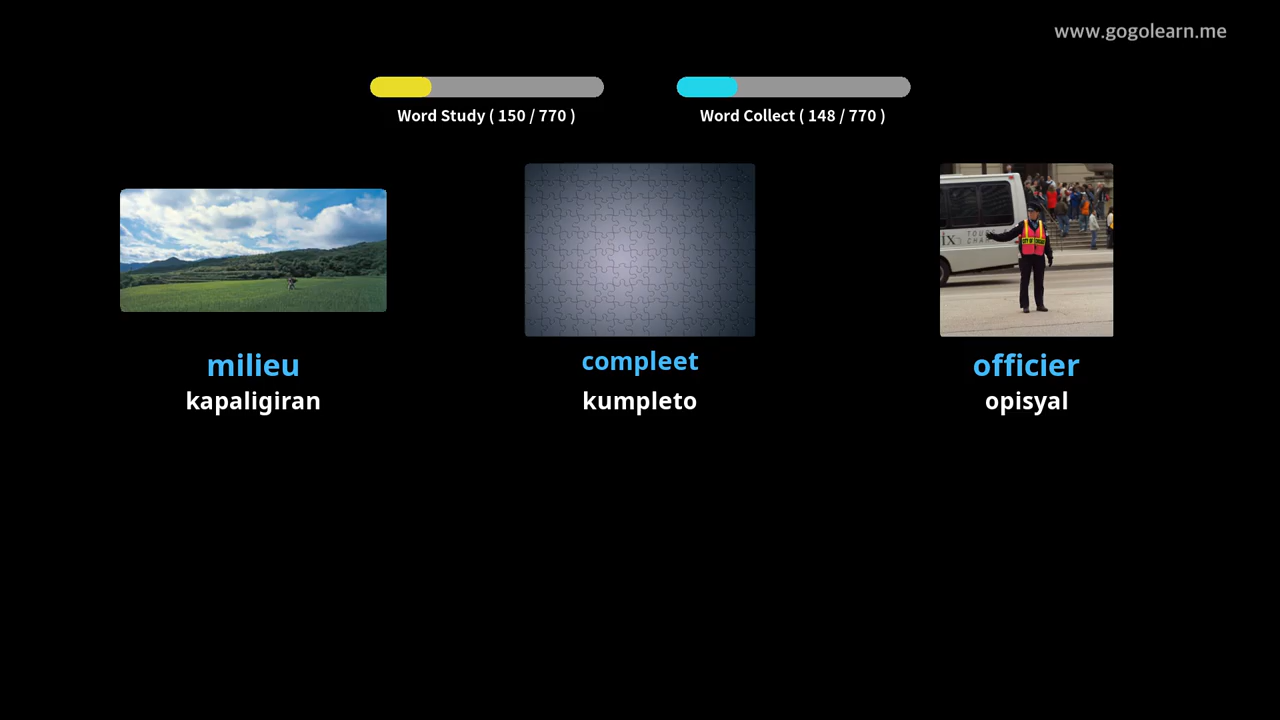 www.gogolearn.me
Word Study ( 150 / 770 )
Word Collect ( 148 / 770 )
milieu
kapaligiran
compleet
kumpleto
officier
opisyal